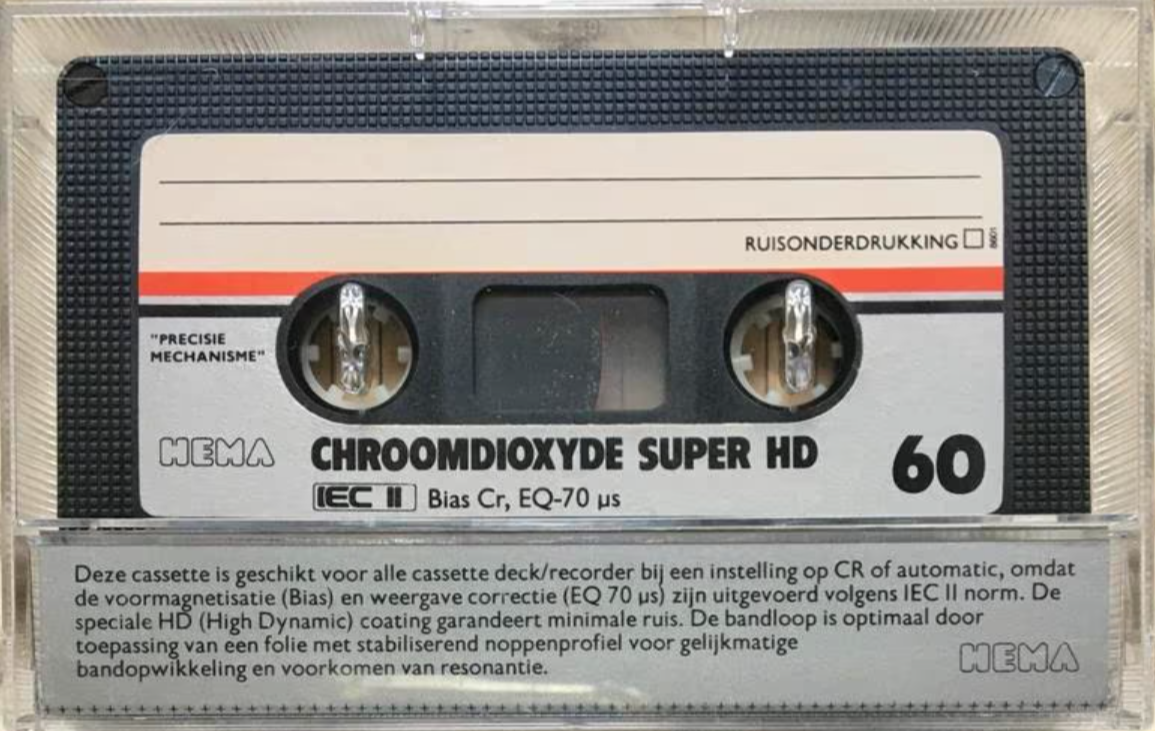 RUISONDERDRUKKING
8601
"PRECISIE
MECHANISME"
HEMA
CHROOMDIOXYDE SUPER HD
60
IEC II Bias Cr, EQ-70 µs
Deze cassette is geschikt voor alle cassette deck/recorder bij een instelling op CR of automatic, omdat
de voormagnetisatie (Bias) en weergave correctie (EQ 70 µs) zijn uitgevoerd volgens IEC II norm. De
speciale HD (High Dynamic) coating garandeert minimale ruis. De bandloop is optimaal door
toepassing van een folie met stabiliserend noppenprofiel voor gelijkmatige
bandopwikkeling en voorkomen van resonantie.
HEMA